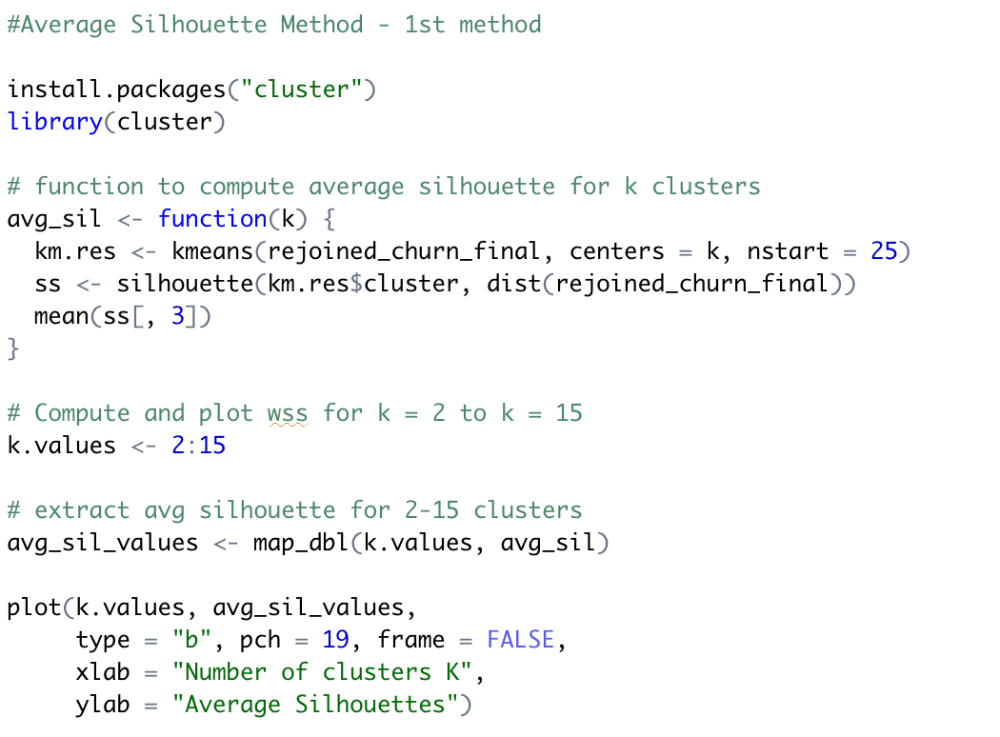 #Average Silhouette Method - 1st method
install.packages("cluster")
library(cluster)
# function to compute average silhouette for k clusters
avg_sil <- function(k) {
  km.res <- kmeans(rejoined_churn_final, centers = k, nstart = 25)
  ss <- silhouette(km.res$cluster, dist(rejoined_churn_final))
  mean(ss[, 3])
}
# Compute and plot wss for k = 2 to k = 15
k.values <- 2:15
# extract avg silhouette for 2-15 clusters
avg_sil_values <- map_dbl(k.values, avg_sil)
plot(k.values, avg_sil_values,
     type = "b", pch = 19, frame = FALSE,
     xlab = "Number of clusters K",
     ylab = "Average Silhouettes")